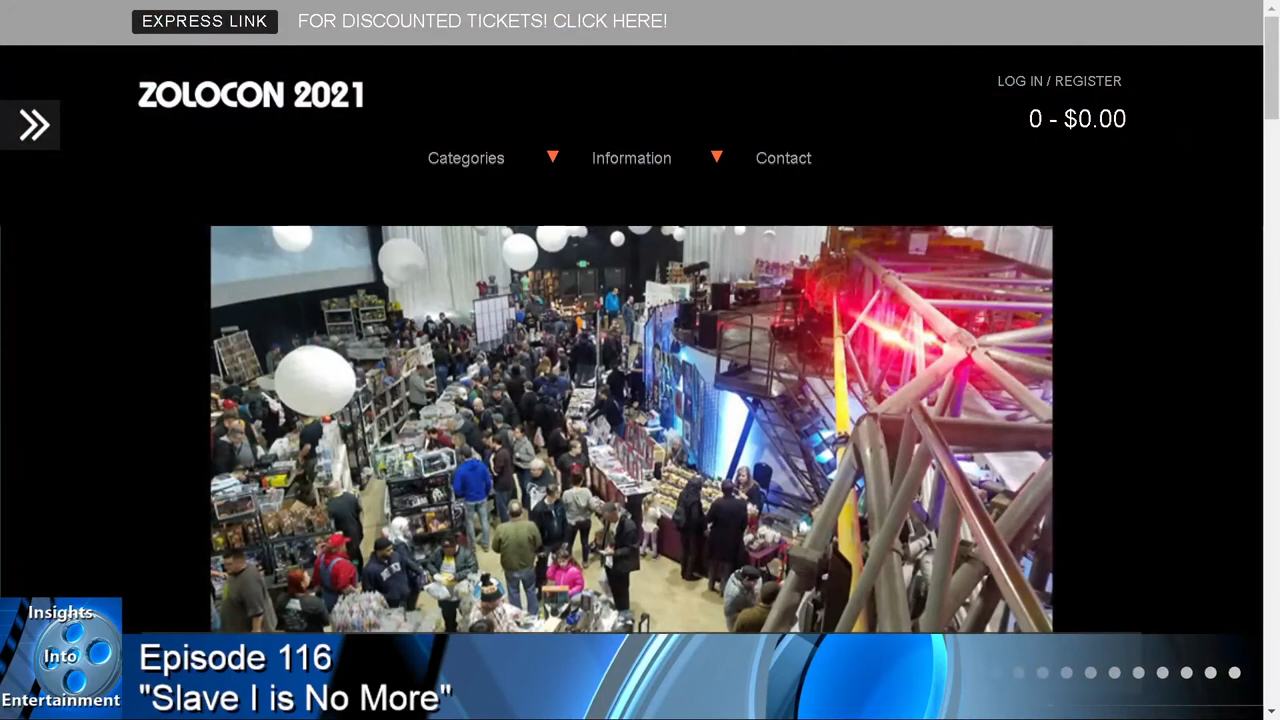 EXPRESS LINK FOR DISCOUNTED TICKETS! CLICK HERE!
ZOLOCON 2021
LOG IN / REGISTER
0 - $0.00
Categories Information Contact
Insights
Into
Entertainment
Episode 116
"Slave I is No More"